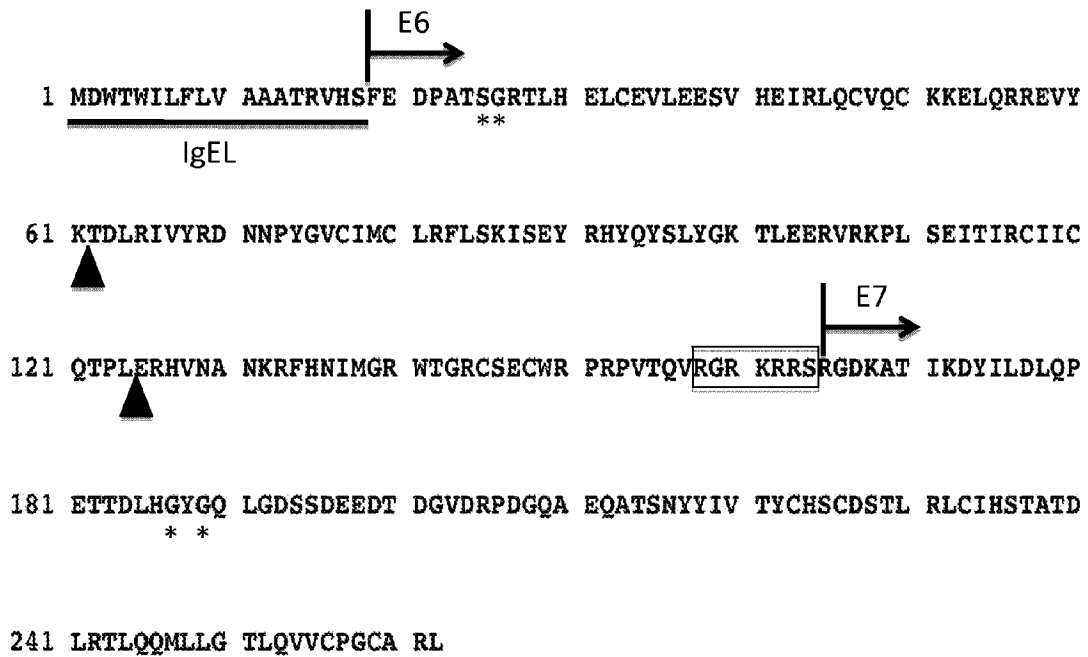 E6
1 MDWTWILFLV AAATRVHSFE DPATSGRTLH ELCEVLEESV HEIRLQCVQC KKELQRREVY
**
IgEL
61 KTDLRIVYRD NNPYGVCIMC LRFLSKISEY RHYQYSLYGK TLEERVRKPL SEITIRCIIC
E7
121 QTPLERHVNA NKRFHNIMGR WTGRCSECWR PRPVTQVRGR KRRSRGDKAT IKDYILDLQP
181 ETTDLHGYGQ LGDSSDEEDT DGVDRPDGQA EQATSNYYIV TYCHSCDSTL RLCIHSTATD
* *
241 LRTLQQMLLG TLQVVCPGCA RL